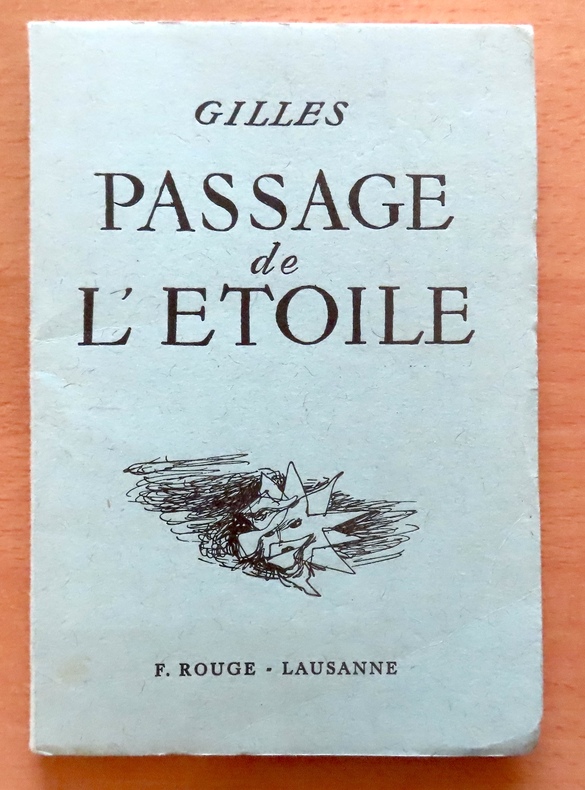 GILLES
PASSAGE
de
L'ETOILE
F. ROUGE - LAUSANNE